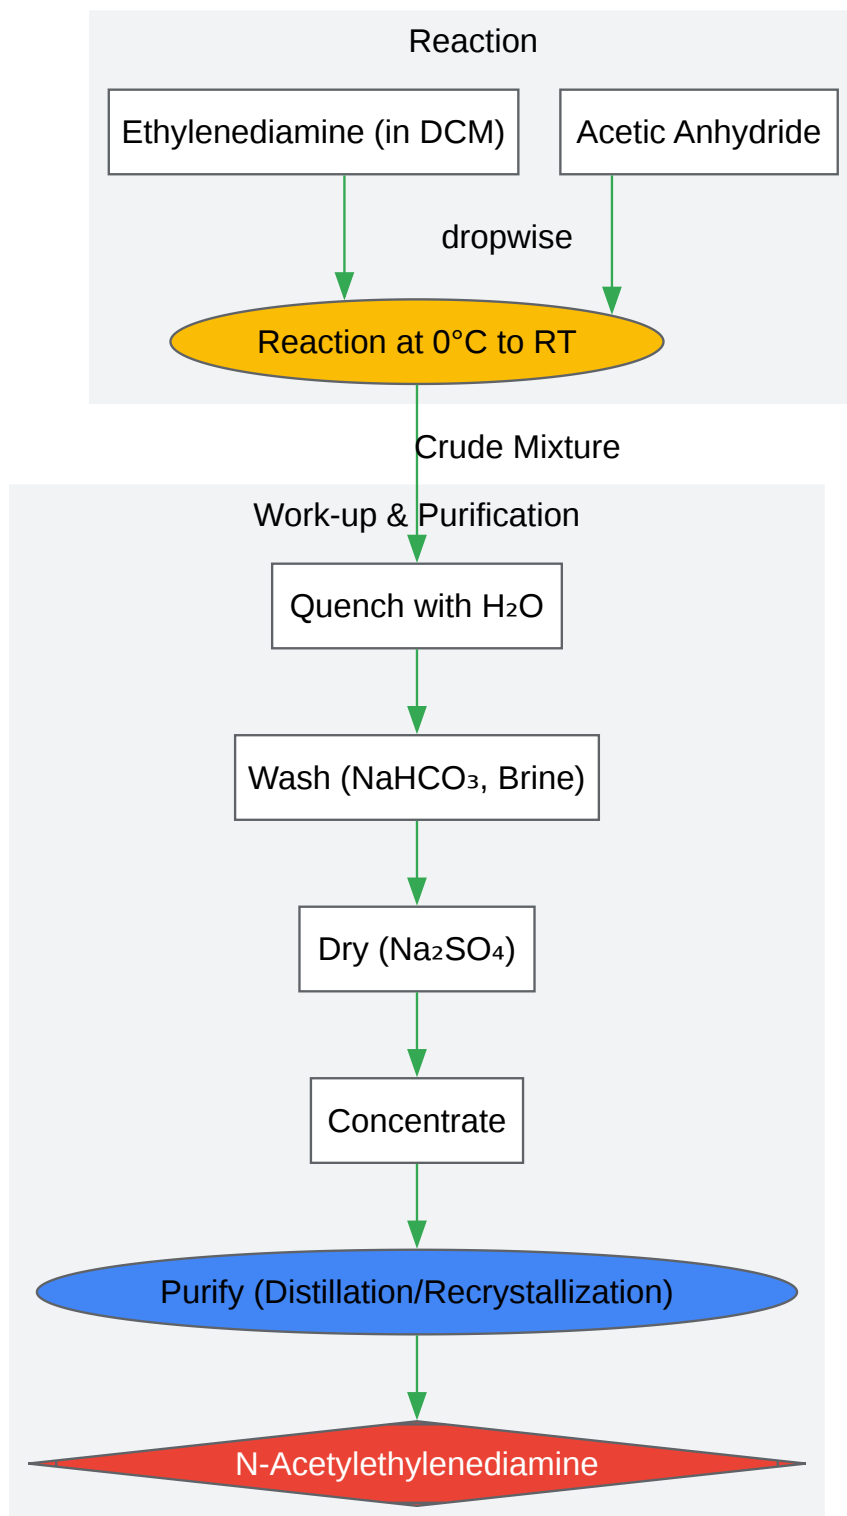 Reaction
Ethylenediamine (in DCM)
Acetic Anhydride
dropwise
Reaction at 0°C to RT
Crude Mixture
Work-up & Purification
Quench with H₂O
Wash (NaHCO₃, Brine)
Dry (Na₂SO₄)
Concentrate
Purify (Distillation/Recrystallization)
N-Acetylethylenediamine